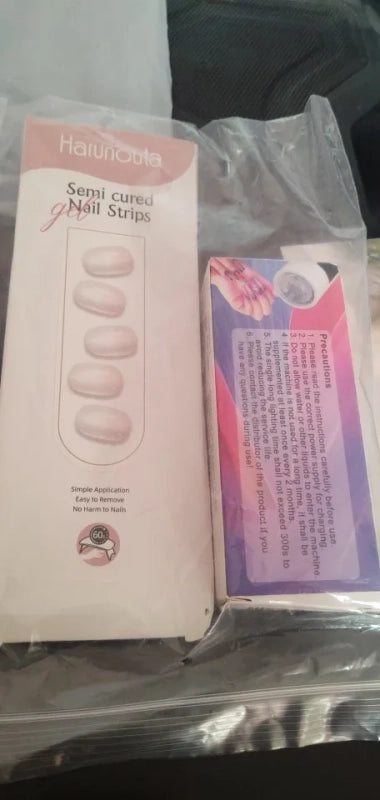 Harunouta
Semi cured
gel Nail Strips
Simple Application
Easy to Remove
No Harm to Nails
60s
Precautions
1. Please read the instructions carefully before use.
2. Please use the correct power supply for charging.
3. Do not allow water or other liquids to enter the machine
4. If the machine is not used for a long time, it shall be
supplemented at least once every 2 months.
5. The single long lighting time shall not exceed 300s to
avoid reducing the service life.
6. Please contact the distributor of the product if you
have any questions during use!